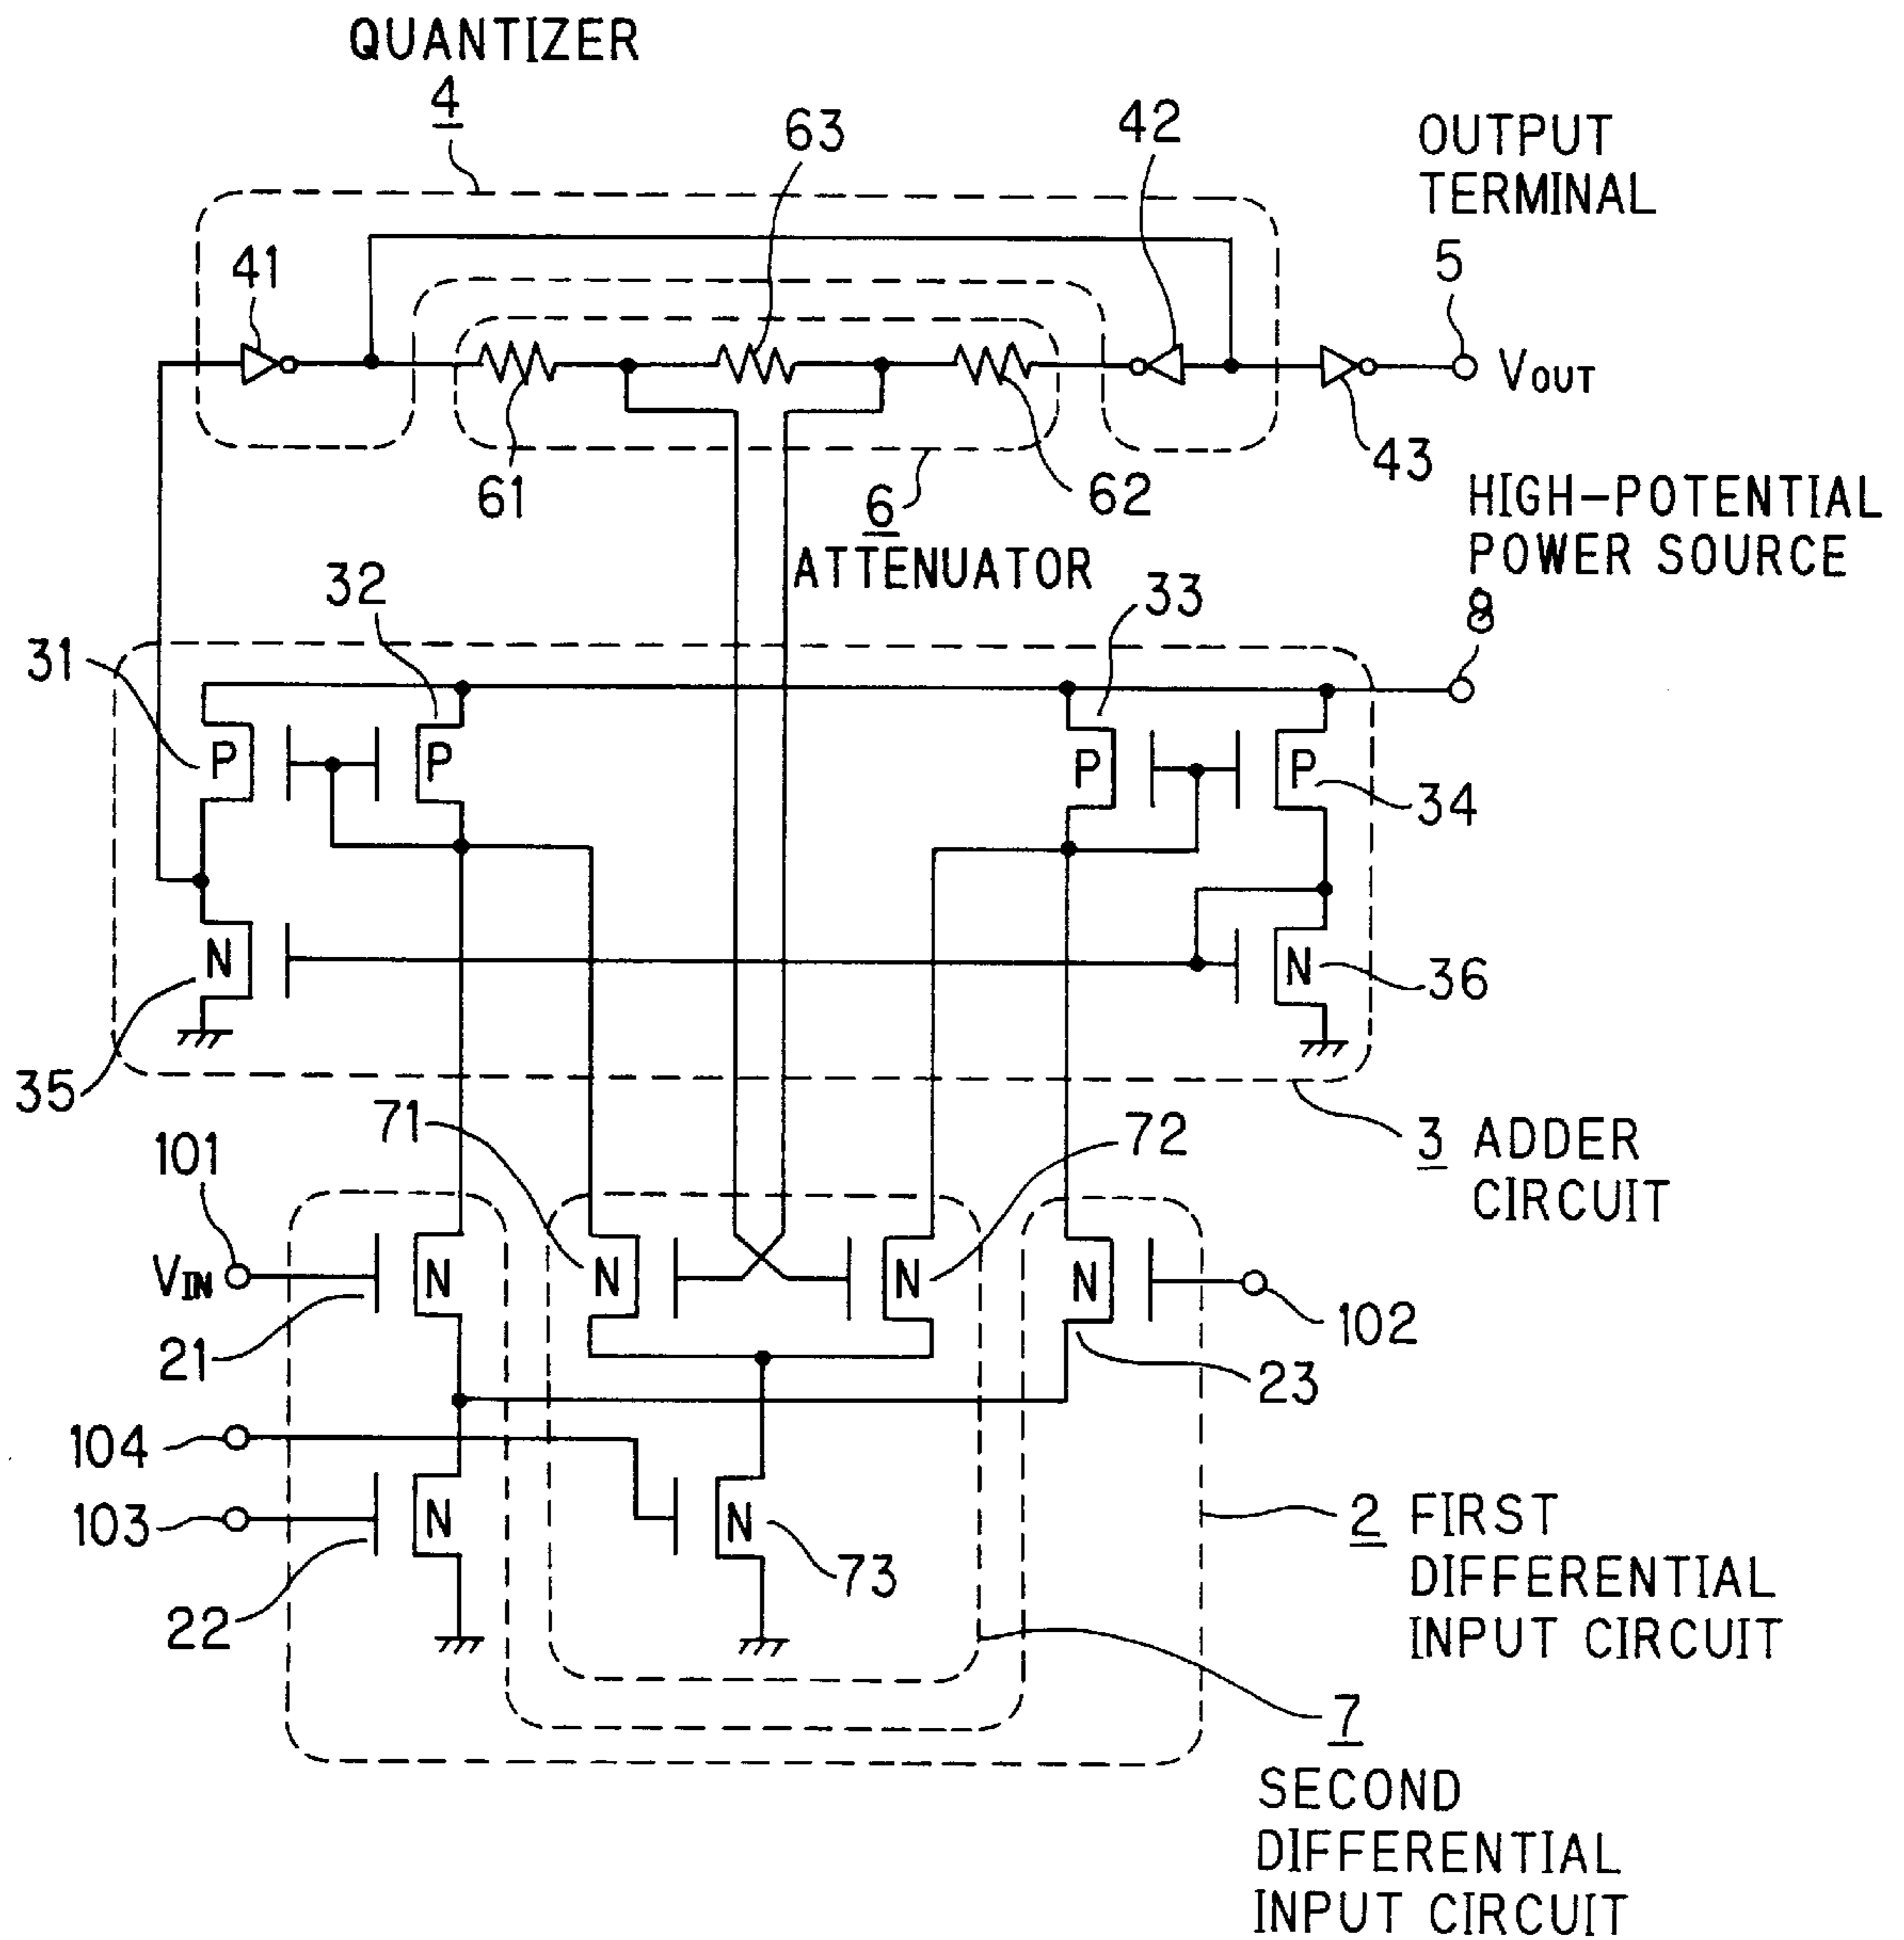 QUANTIZER
4
63
42
OUTPUT
TERMINAL
5
41
VOUT
61
6
62
43
ATTENUATOR
HIGH-POTENTIAL
POWER SOURCE
8
32
33
31
P
P
P
P
34
N
N
36
35
71
72
3 ADDER
CIRCUIT
101
VIN
N
N
N
N
102
21
23
104
103
N
N
73
22
2 FIRST
DIFFERENTIAL
INPUT CIRCUIT
7
SECOND
DIFFERENTIAL
INPUT CIRCUIT